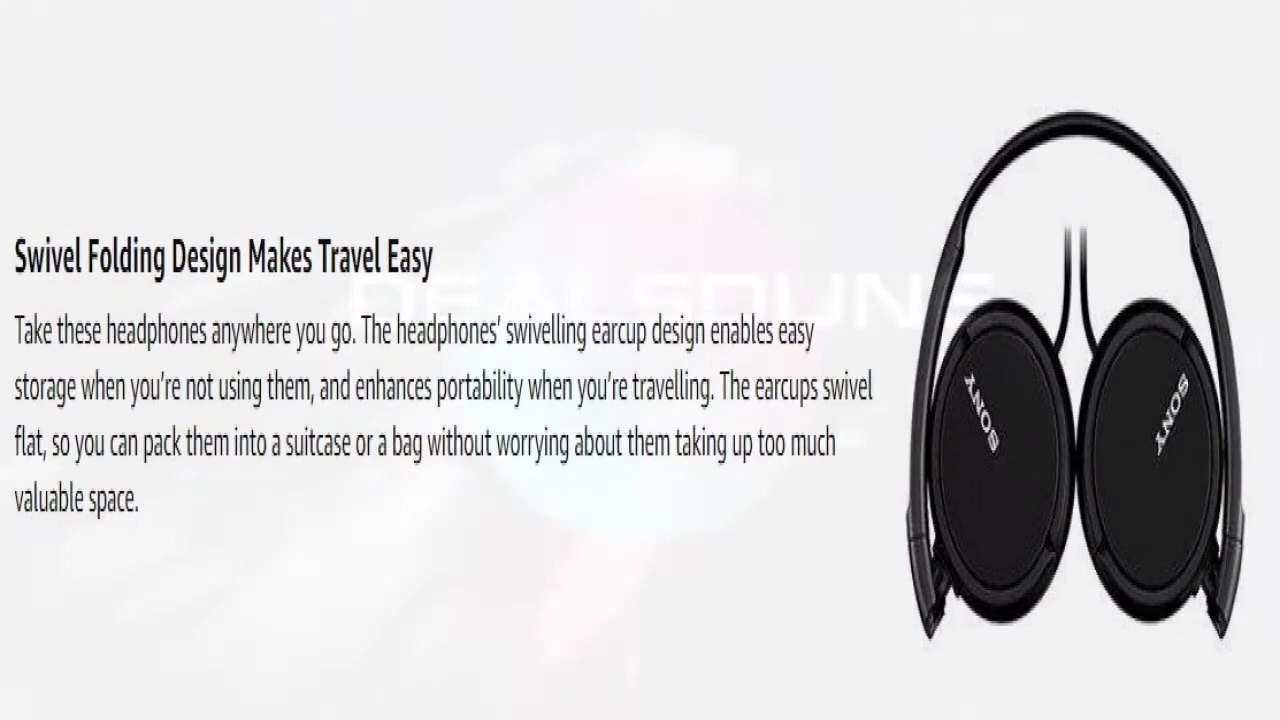 Swivel Folding Design Makes Travel Easy
Take these headphones anywhere you go. The headphones' swivelling earcup design enables easy
storage when you're not using them, and enhances portability when you're travelling. The earcups swivel
flat, so you can pack them into a suitcase or a bag without worrying about them taking up too much
valuable space.
DEALSOUNE
SONY
SONY